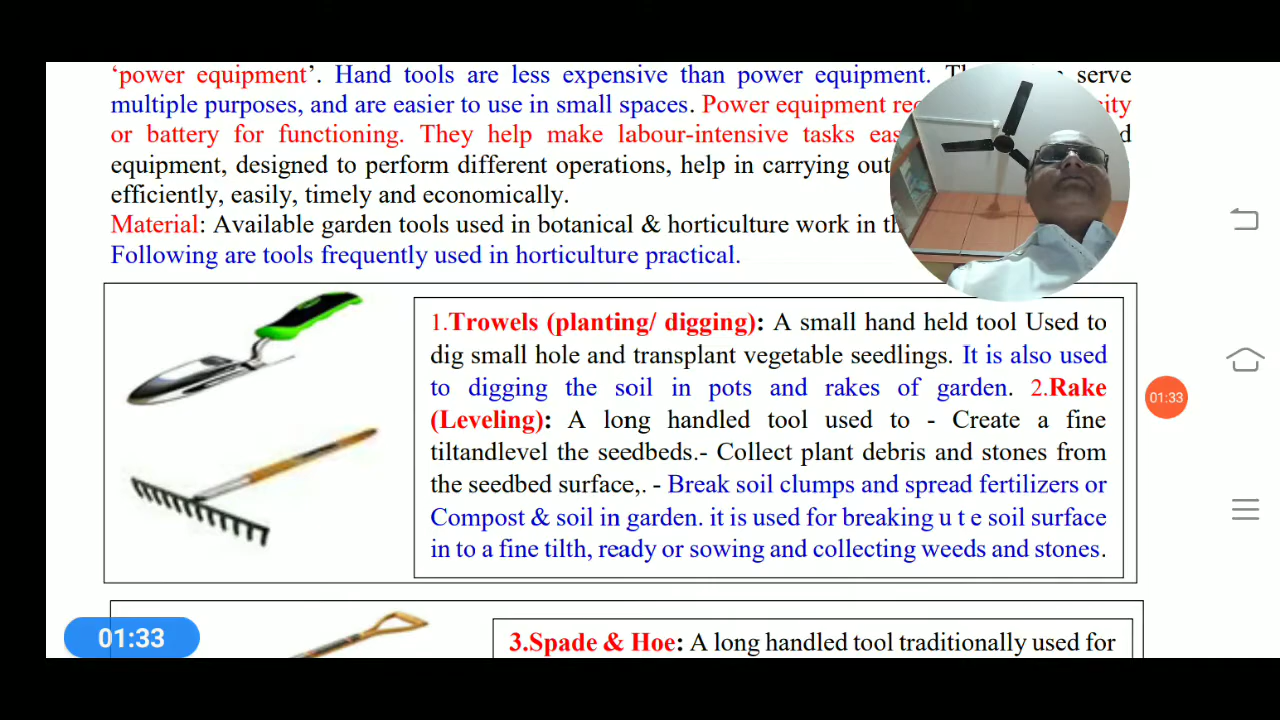 ‘power equipment’. Hand tools are less expensive than power equipment. serve
multiple purposes, and are easier to use in small spaces. Power equipment
or battery for functioning. They help make labour-intensive tasks
equipment, designed to perform different operations, help in carrying out
efficiently, easily, timely and economically.
Material: Available garden tools used in botanical & horticulture work in
Following are tools frequently used in horticulture practical.
1.Trowels (planting/ digging): A small hand held tool Used to
dig small hole and transplant vegetable seedlings. It is also used
to digging the soil in pots and rakes of garden. 2.Rake
(Leveling): A long handled tool used to - Create a fine
tiltandlevel the seedbeds.- Collect plant debris and stones from
the seedbed surface,. - Break soil clumps and spread fertilizers or
Compost & soil in garden. it is used for breaking u t e soil surface
in to a fine tilth, ready or sowing and collecting weeds and stones.
01:33
01:33
3.Spade & Hoe: A long handled tool traditionally used for